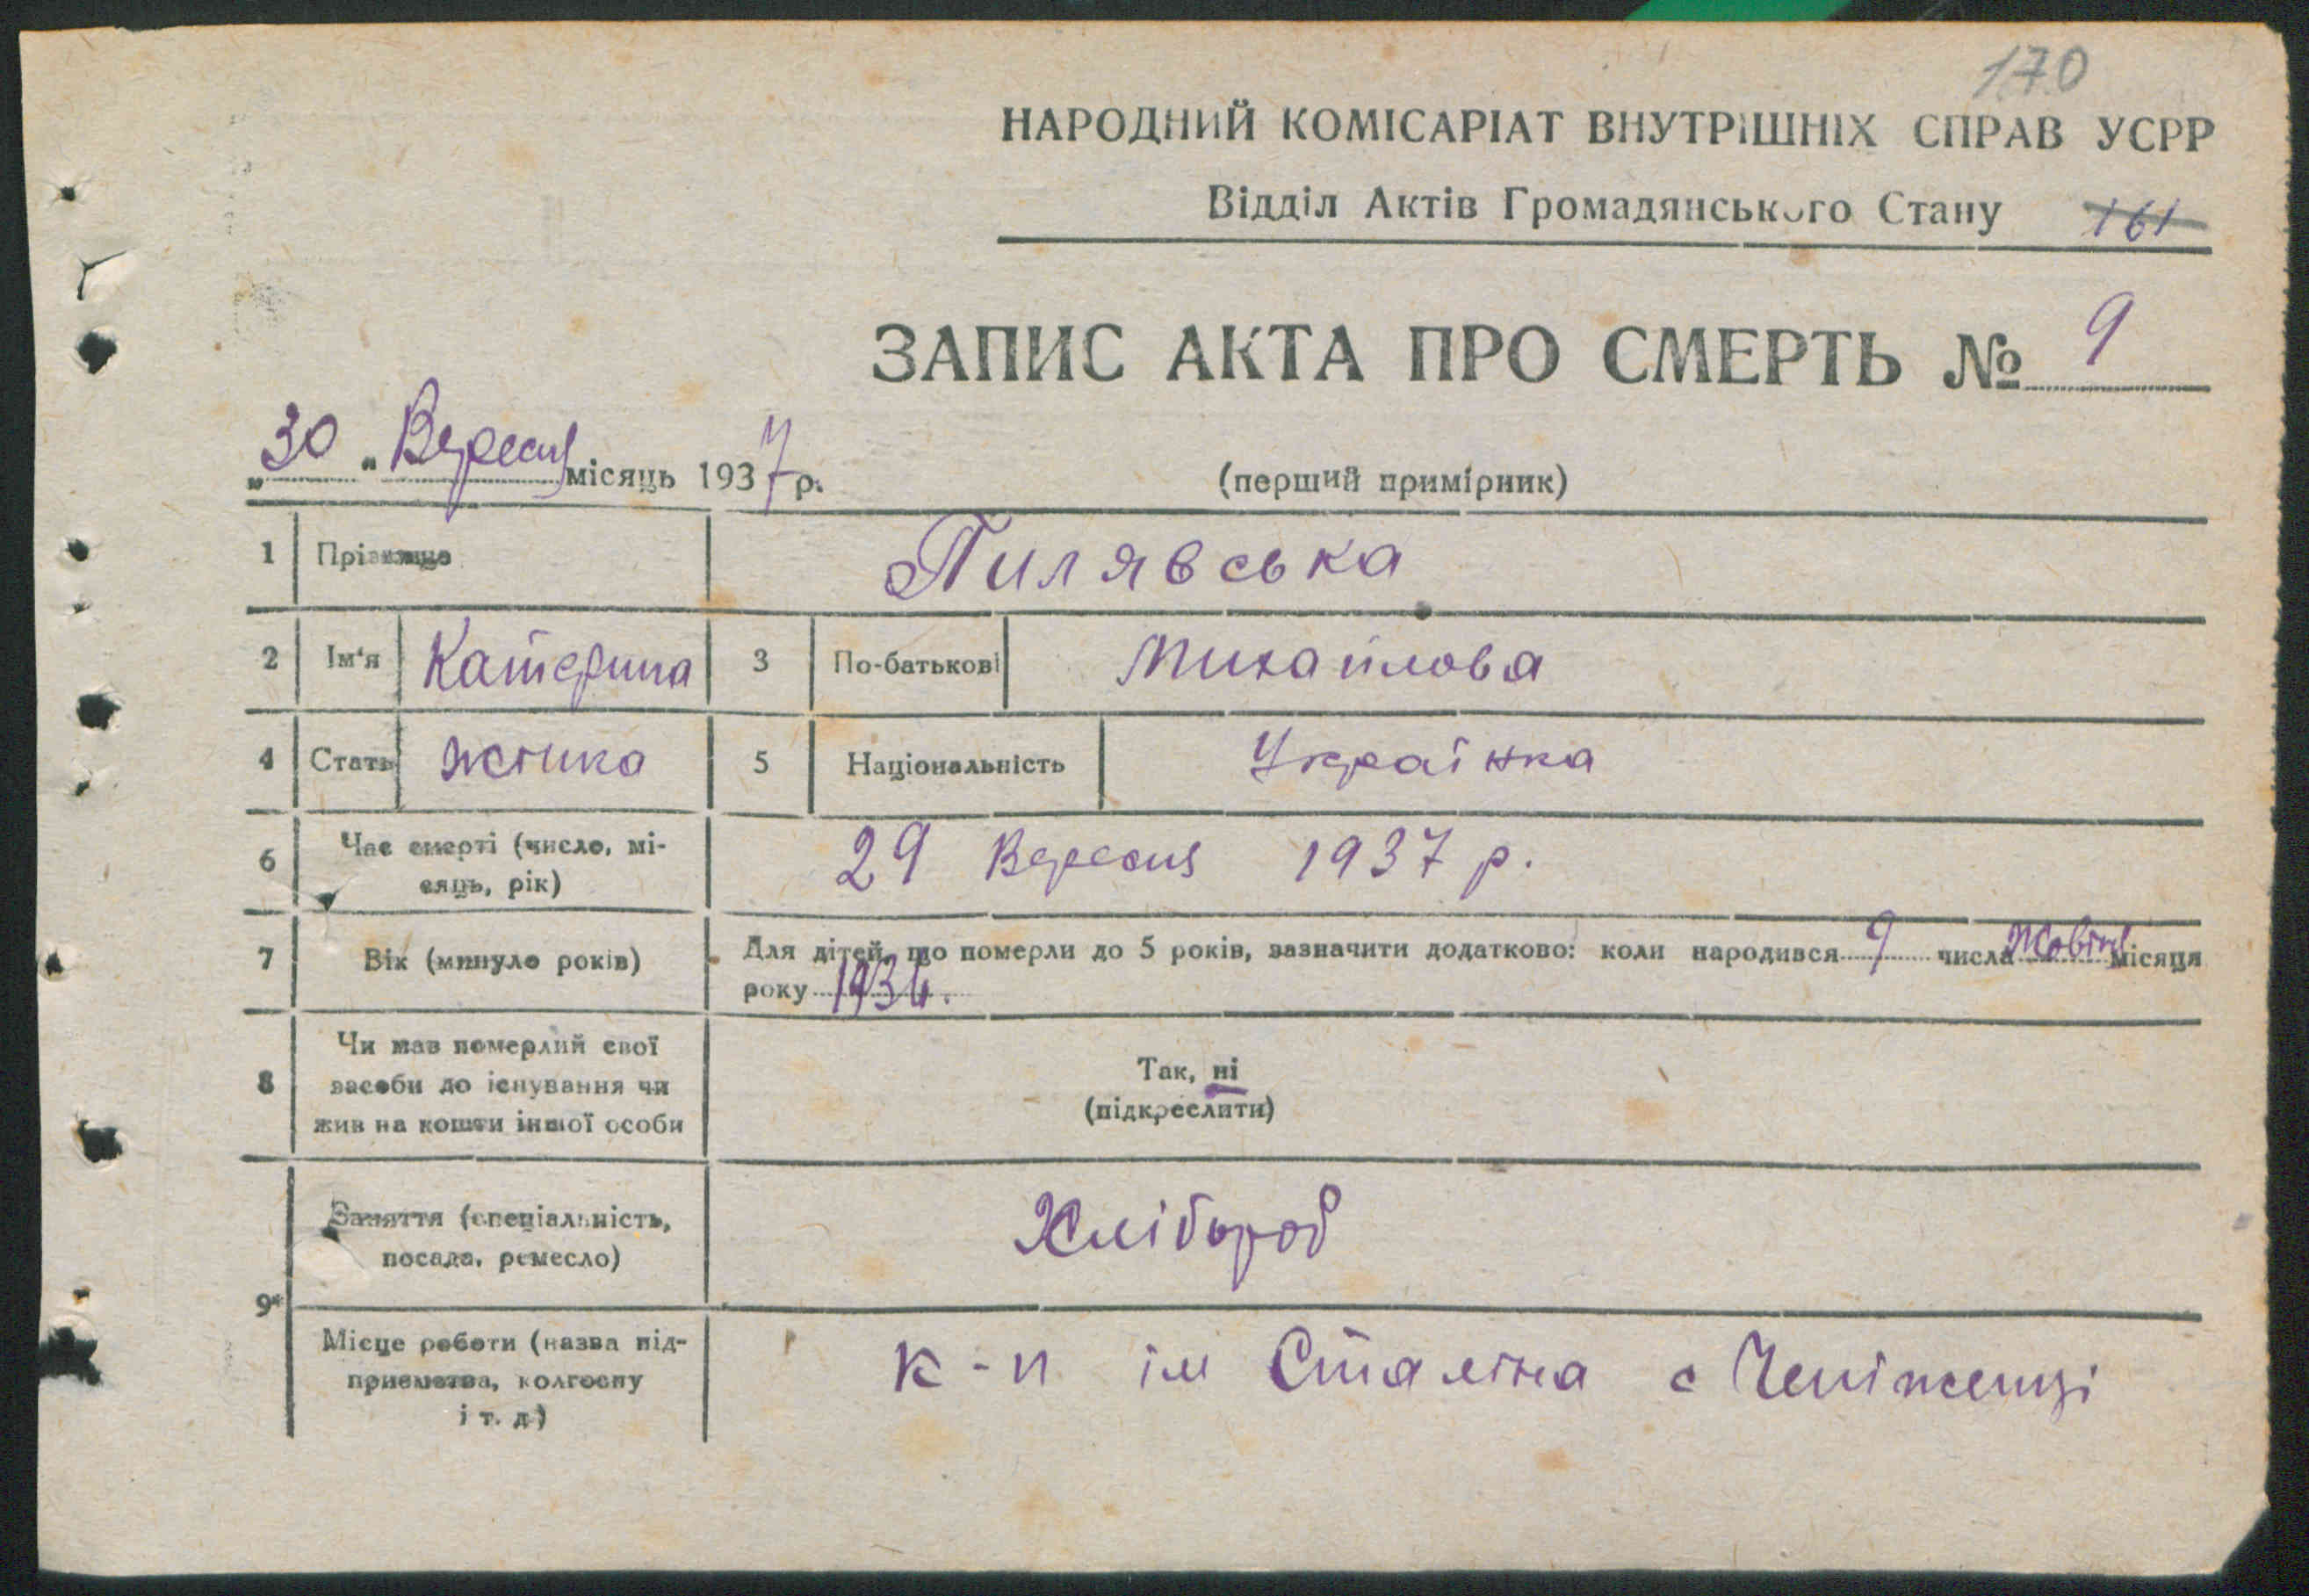 170
НАРОДНИЙ КОМІСАРІАТ ВНУТРІШНІХ СПРАВ УСРР
Відділ Актів Громадянського Стану 161
ЗАПИС АКТА ПРО СМЕРТЬ № 9
„30" Вересня місяць 1937 р.
(перший примірник)
1 Прізвище Пилявська
2 Ім'я Катерина 3 По-батькові Михайлова
4 Стать жінка 5 Національність Українка
6 Час смерті (число, мі-
сяць, рік) 29 Вересня 1937 р.
7 Вік (минуло років) Для дітей, що померли до 5 років, зазначити додатково: коли народився 9 числа Жовтня місяця
року 1934.
8 Чи мав померлий свої
засоби до існування чи
жив на кошти іншої особи
Так, ні
(підкреслити)
9* Заняття (спеціальність,
посада, ремесло) Хлібороб
Місце роботи (назва під-
приємства, колгоспу
і т. д) к-п ім Сталіна с